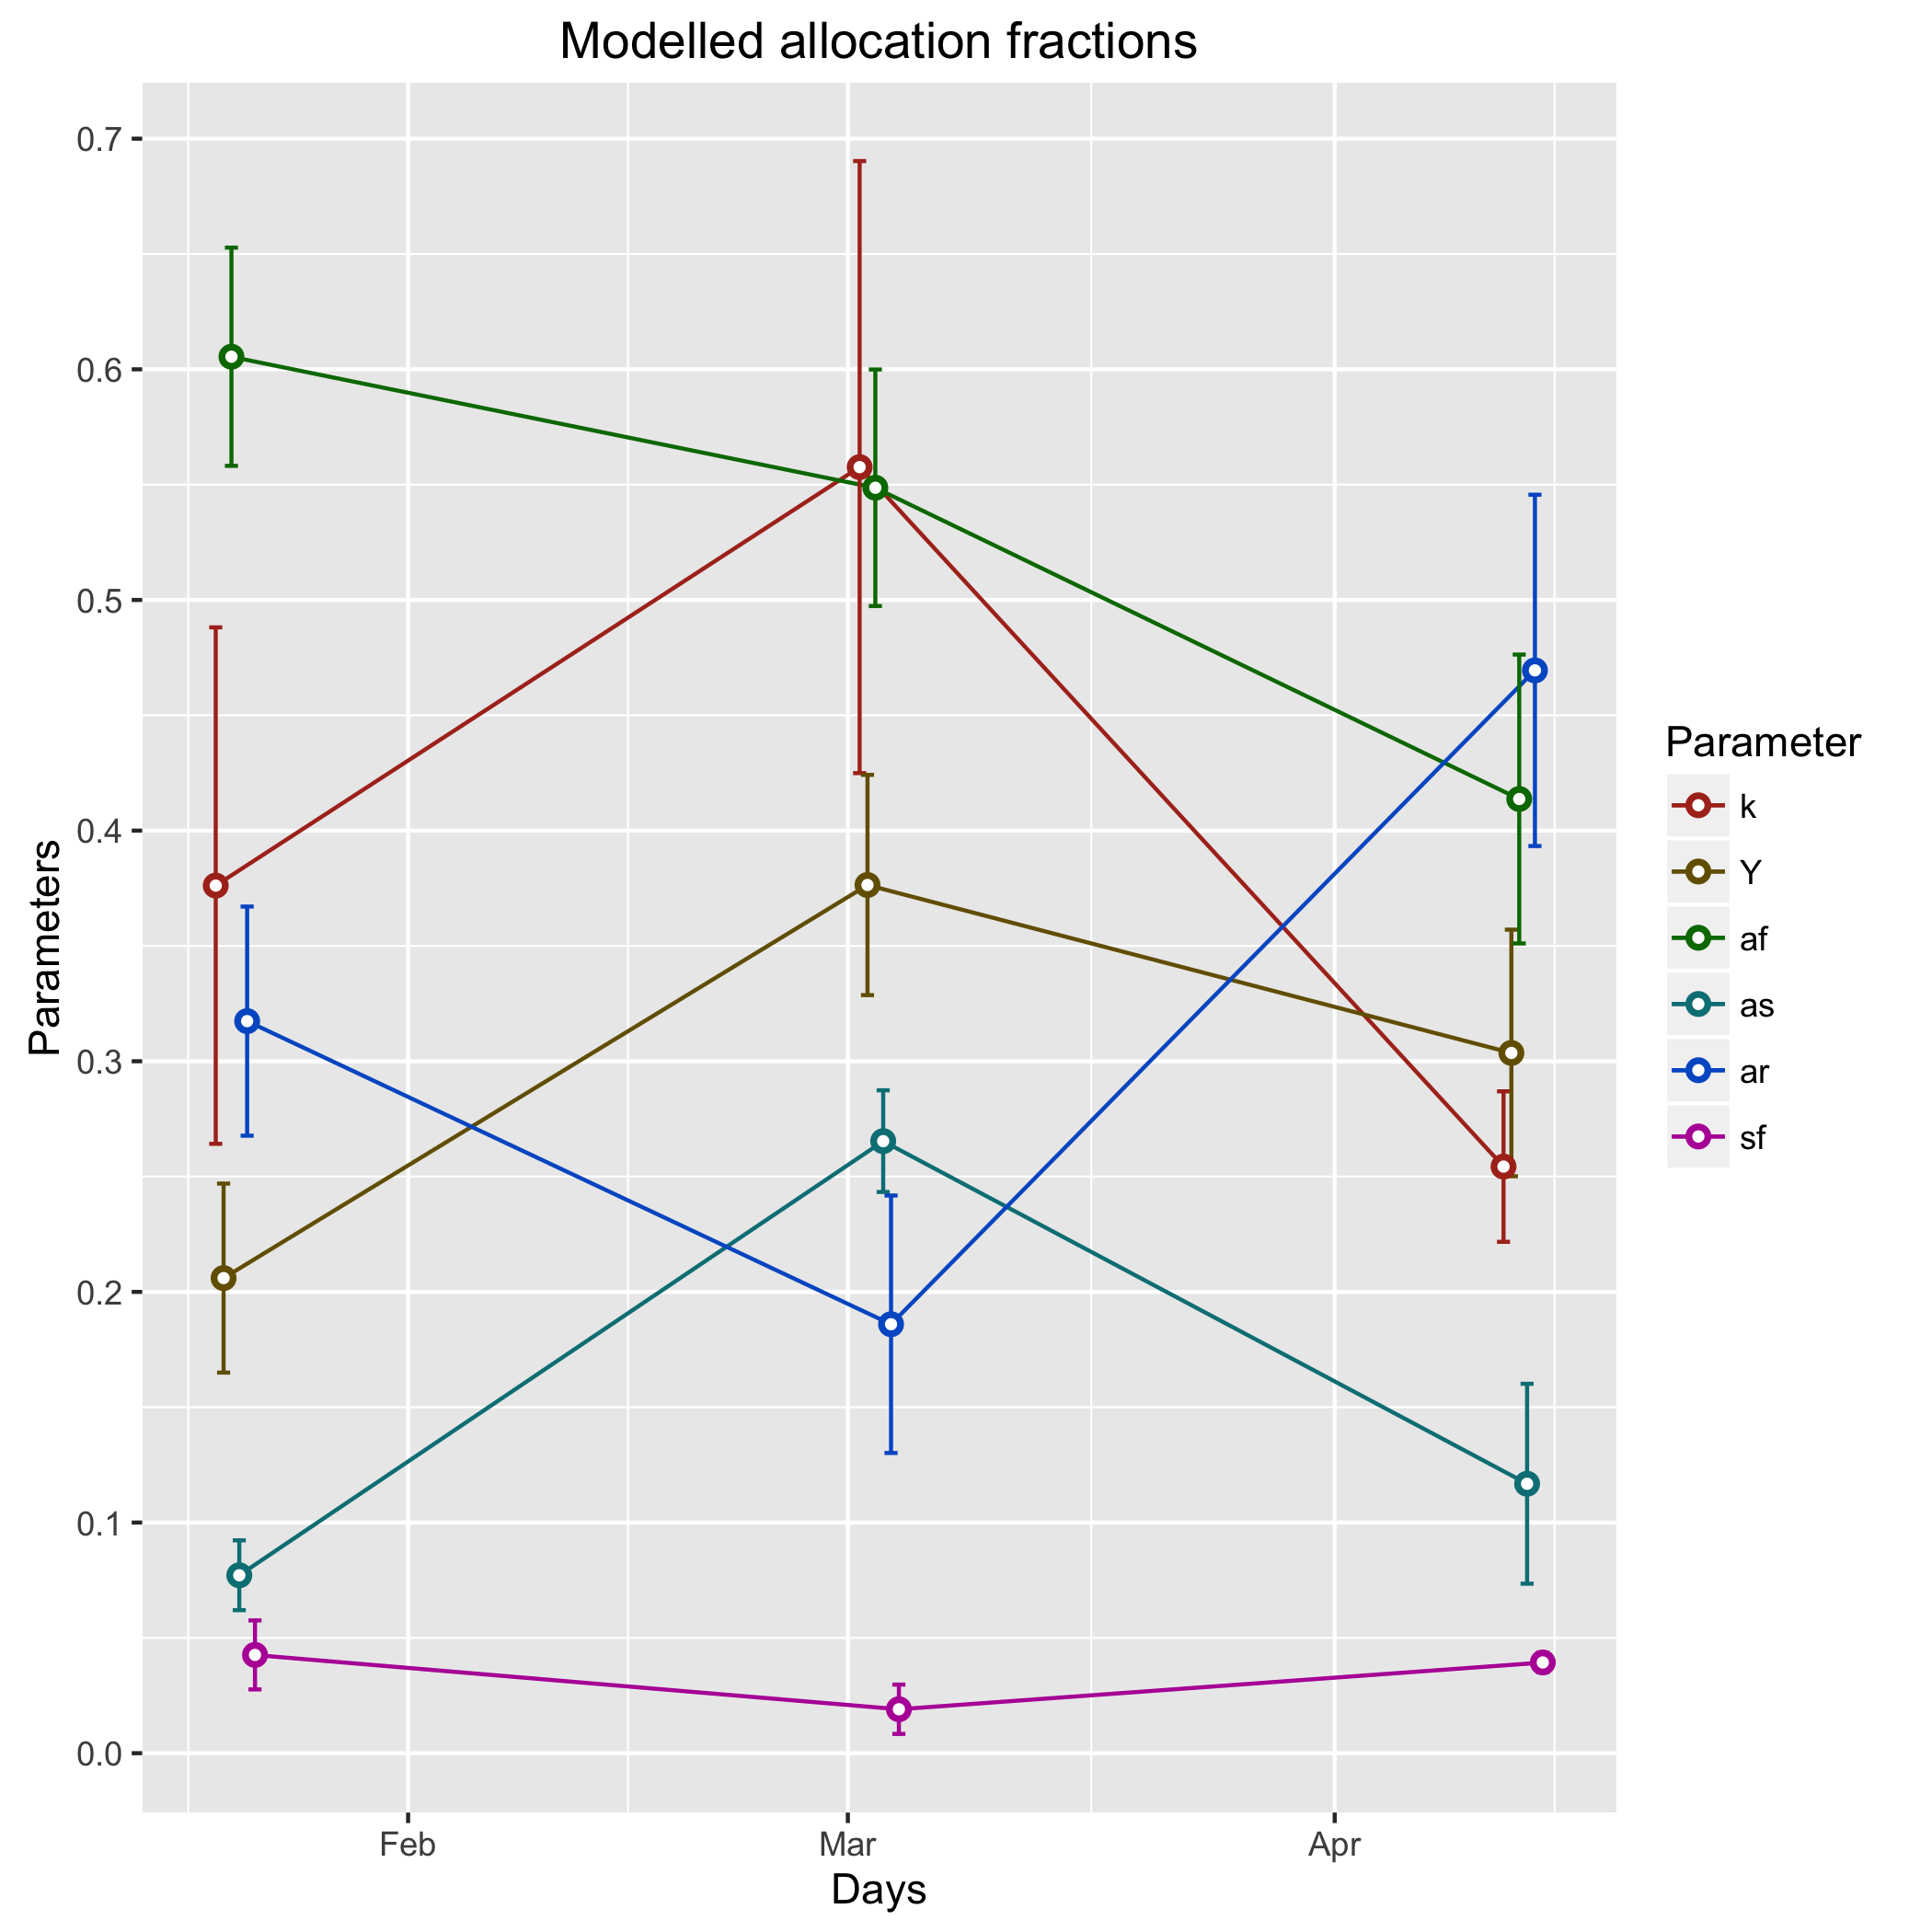 Modelled allocation fractions
Parameters
0.7
0.6
0.5
0.4
0.3
0.2
0.1
0.0
Feb Mar Apr
Days
Parameter
k
Y
af
as
ar
sf